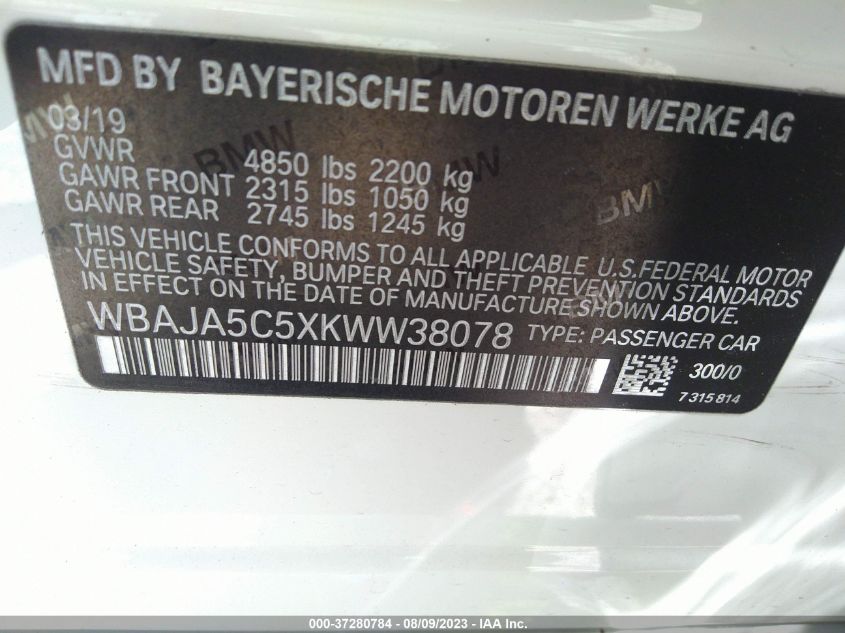 MFD BY BAYERISCHE MOTOREN WERKE AG
03/19
GVWR 4850 lbs 2200 kg
GAWR FRONT 2315 lbs 1050 kg
GAWR REAR 2745 lbs 1245 kg
THIS VEHICLE CONFORMS TO ALL APPLICABLE U.S.FEDERAL MOTOR
VEHICLE SAFETY, BUMPER AND THEFT PREVENTION STANDARDS
IN EFFECT ON THE DATE OF MANUFACTURE SHOWN ABOVE.
WBAJA5C5XKWW38078 TYPE: PASSENGER CAR
300/0
7 315 814
BMW
BMW
BMW
000-37280784 - 08/09/2023 - IAA Inc.